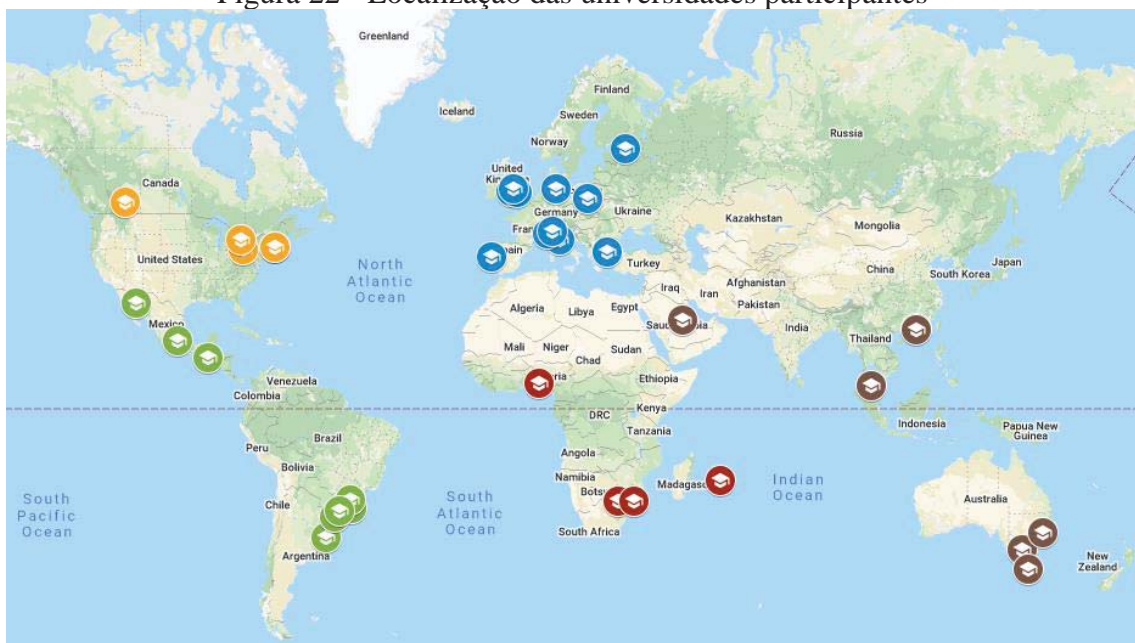 Figura 22 - Localização das universidades participantes
Greenland
Iceland
Finland
Sweden
Norway
Russia
Canada
United
Germany
Ukraine
Kazakhstan
Mongolia
United States
North
Atlantic
Ocean
Turkey
China
South Korea
Japan
Iraq
Iran
Afghanistan
Pakistan
Algeria
Libya
Egypt
India
Mexico
Mali
Niger
Chad
Sudan
Thailand
Ethiopia
Venezuela
Colombia
DRC
Kenya
Tanzania
Indonesia
Papua New
Guinea
Peru
Brazil
Bolivia
Angola
Namibia
Chile
South
Pacific
Ocean
South
Atlantic
Ocean
Indian
Ocean
Australia
South Africa
Argentina
New
Zealand